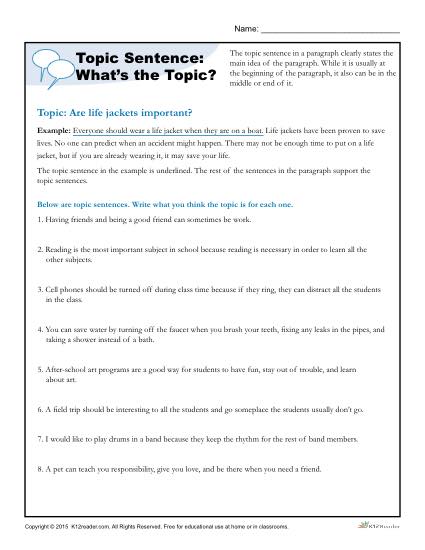 Name: ____________________
Topic Sentence:
What's the Topic?
The topic sentence in a paragraph clearly states the
main idea of the paragraph. While it is usually at
the beginning of the paragraph, it also can be in the
middle or end of it.
Topic: Are life jackets important?
Example: Everyone should wear a life jacket when they are on a boat. Life jackets have been proven to save
lives. No one can predict when an accident might happen. There may not be enough time to put on a life
jacket, but if you are already wearing it, it may save your life.
The topic sentence in the example is underlined. The rest of the sentences in the paragraph support the
topic sentences.
Below are topic sentences. Write what you think the topic is for each one.
1. Having friends and being a good friend can sometimes be work.
2. Reading is the most important subject in school because reading is necessary in order to learn all the
other subjects.
3. Cell phones should be turned off during class time because if they ring, they can distract all the students
in the class.
4. You can save water by turning off the faucet when you brush your teeth, fixing any leaks in the pipes, and
taking a shower instead of a bath.
5. After-school art programs are a good way for students to have fun, stay out of trouble, and learn
about art.
6. A field trip should be interesting to all the students and go someplace the students usually don't go.
7. I would like to play drums in a band because they keep the rhythm for the rest of band members.
8. A pet can teach you responsibility, give you love, and be there when you need a friend.
Copyright © 2015 K12reader.com. All Rights Reserved. Free for educational use at home or in classrooms.
K12READER